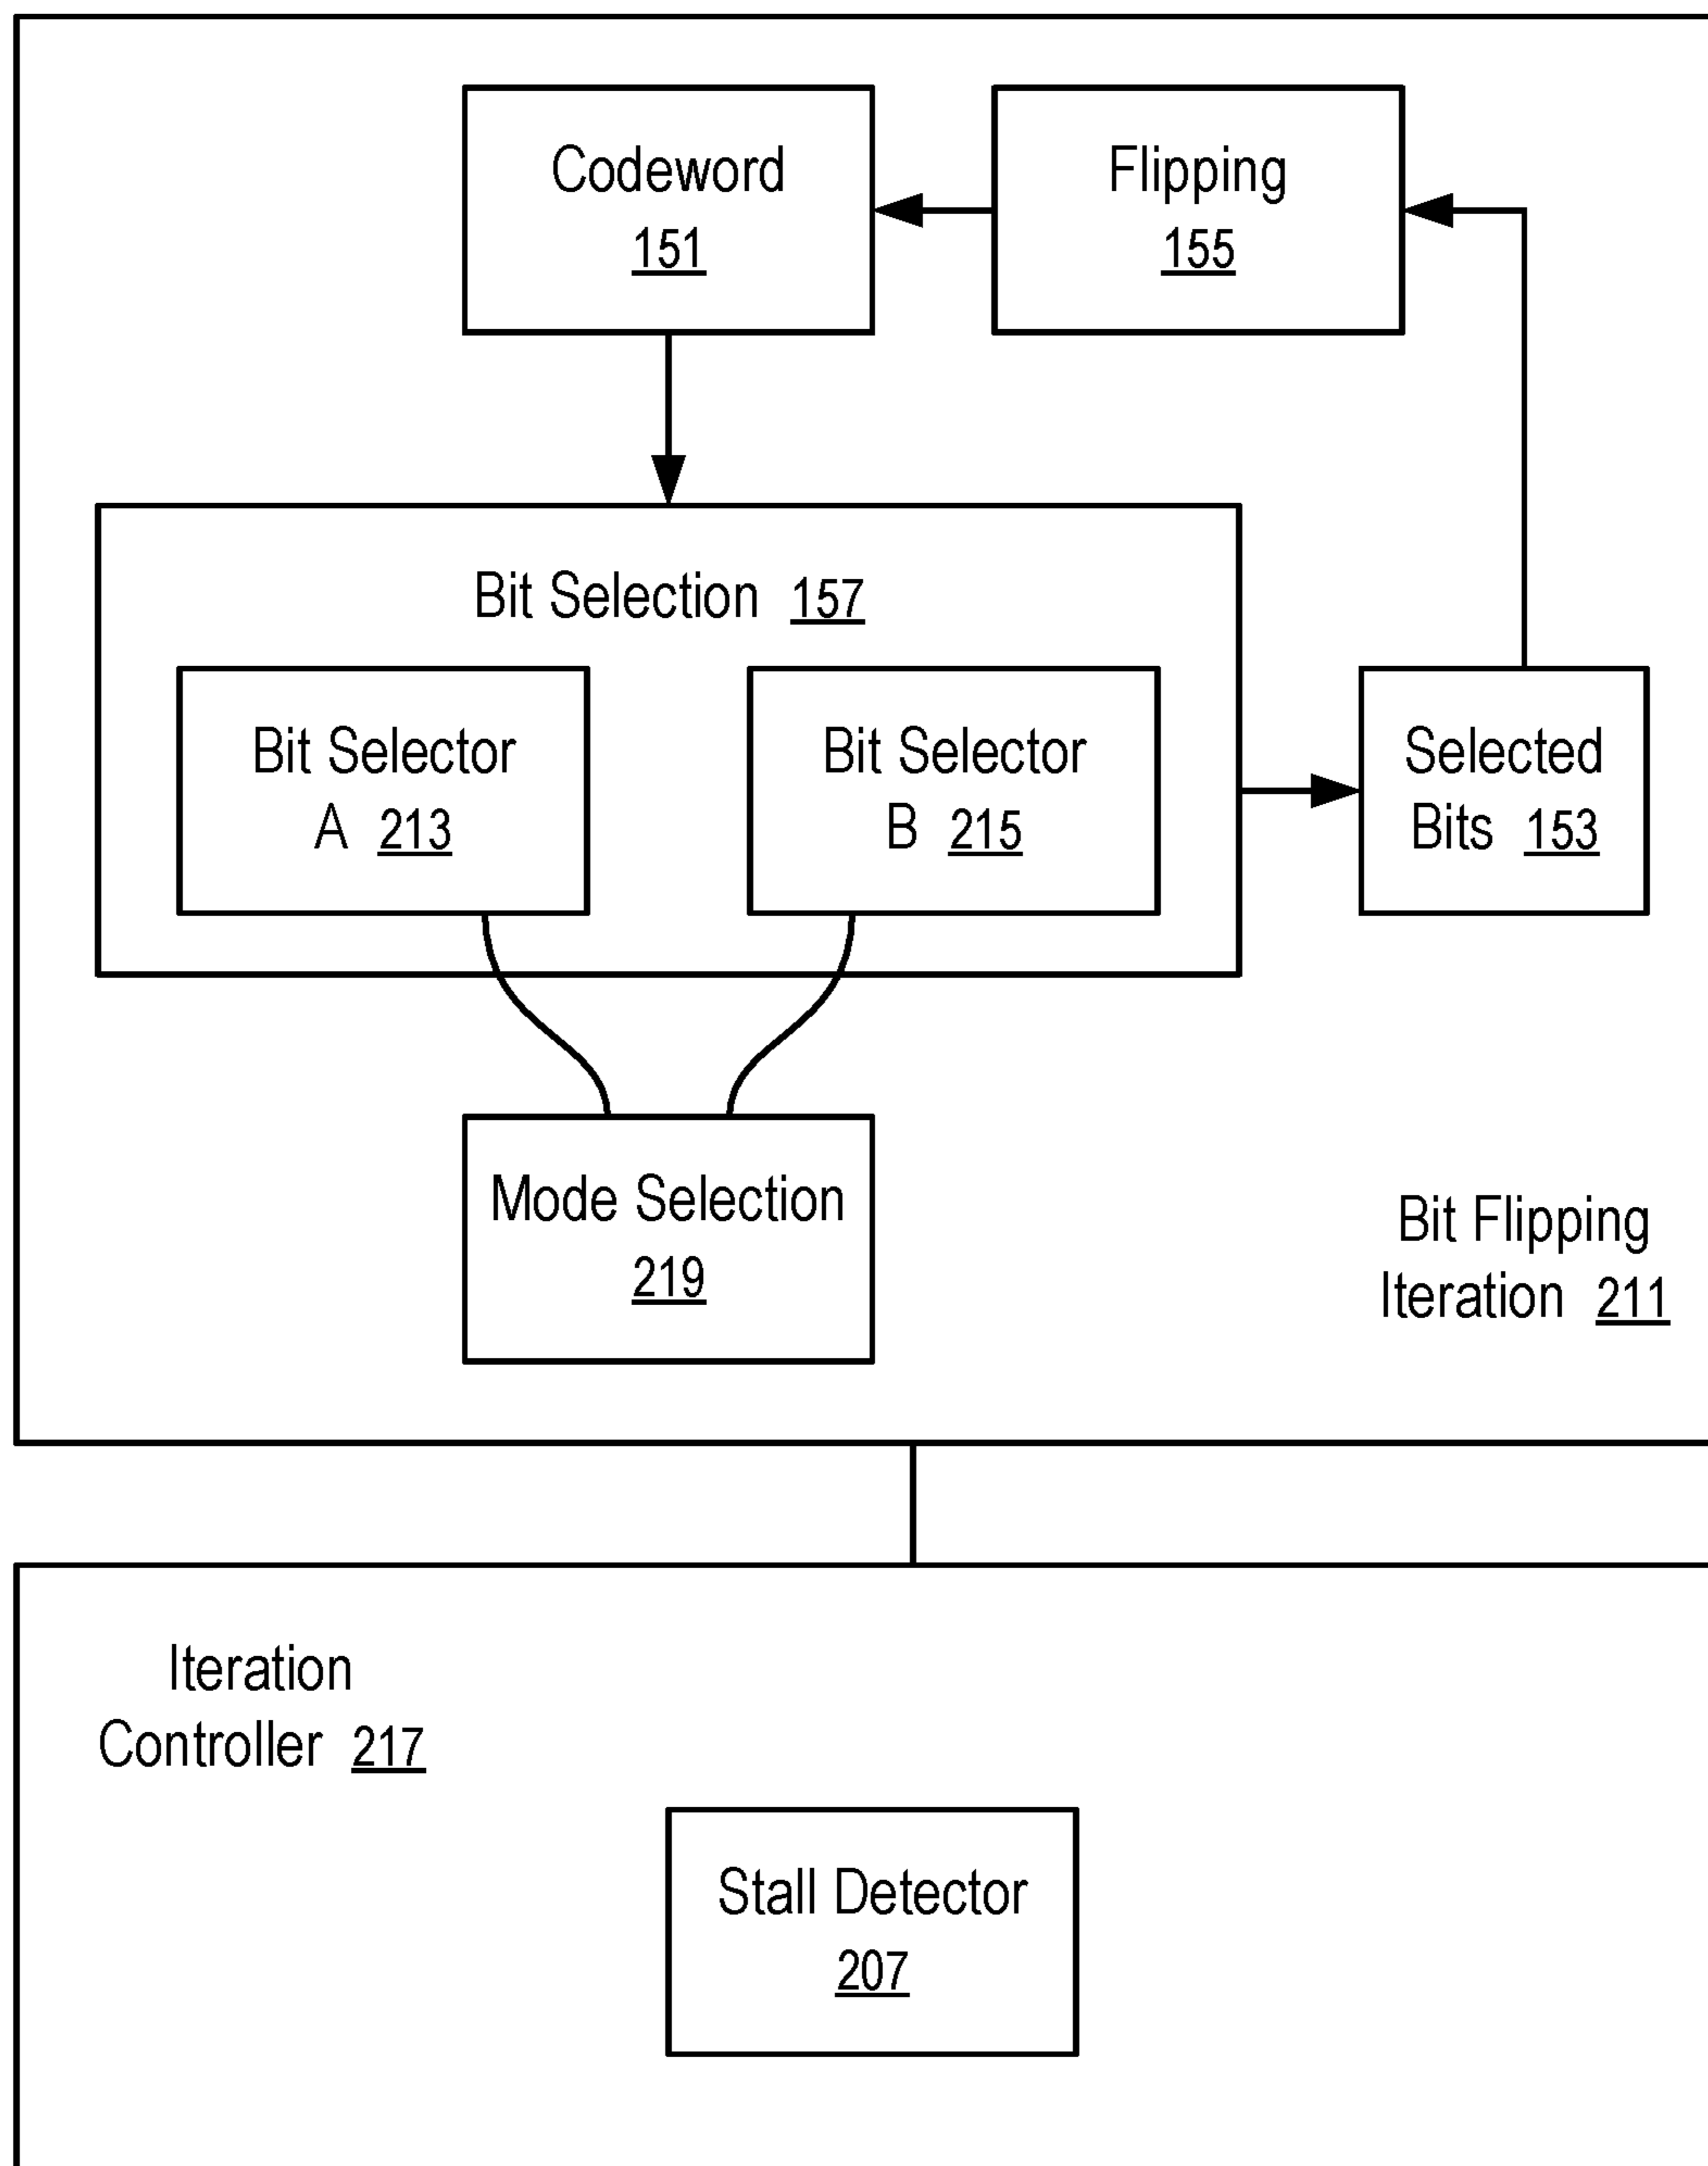 Codeword
151
Flipping
155
Bit Selection 157
Bit Selector
A 213
Bit Selector
B 215
Selected
Bits 153
Mode Selection
219
Bit Flipping
Iteration 211
Iteration
Controller 217
Stall Detector
207